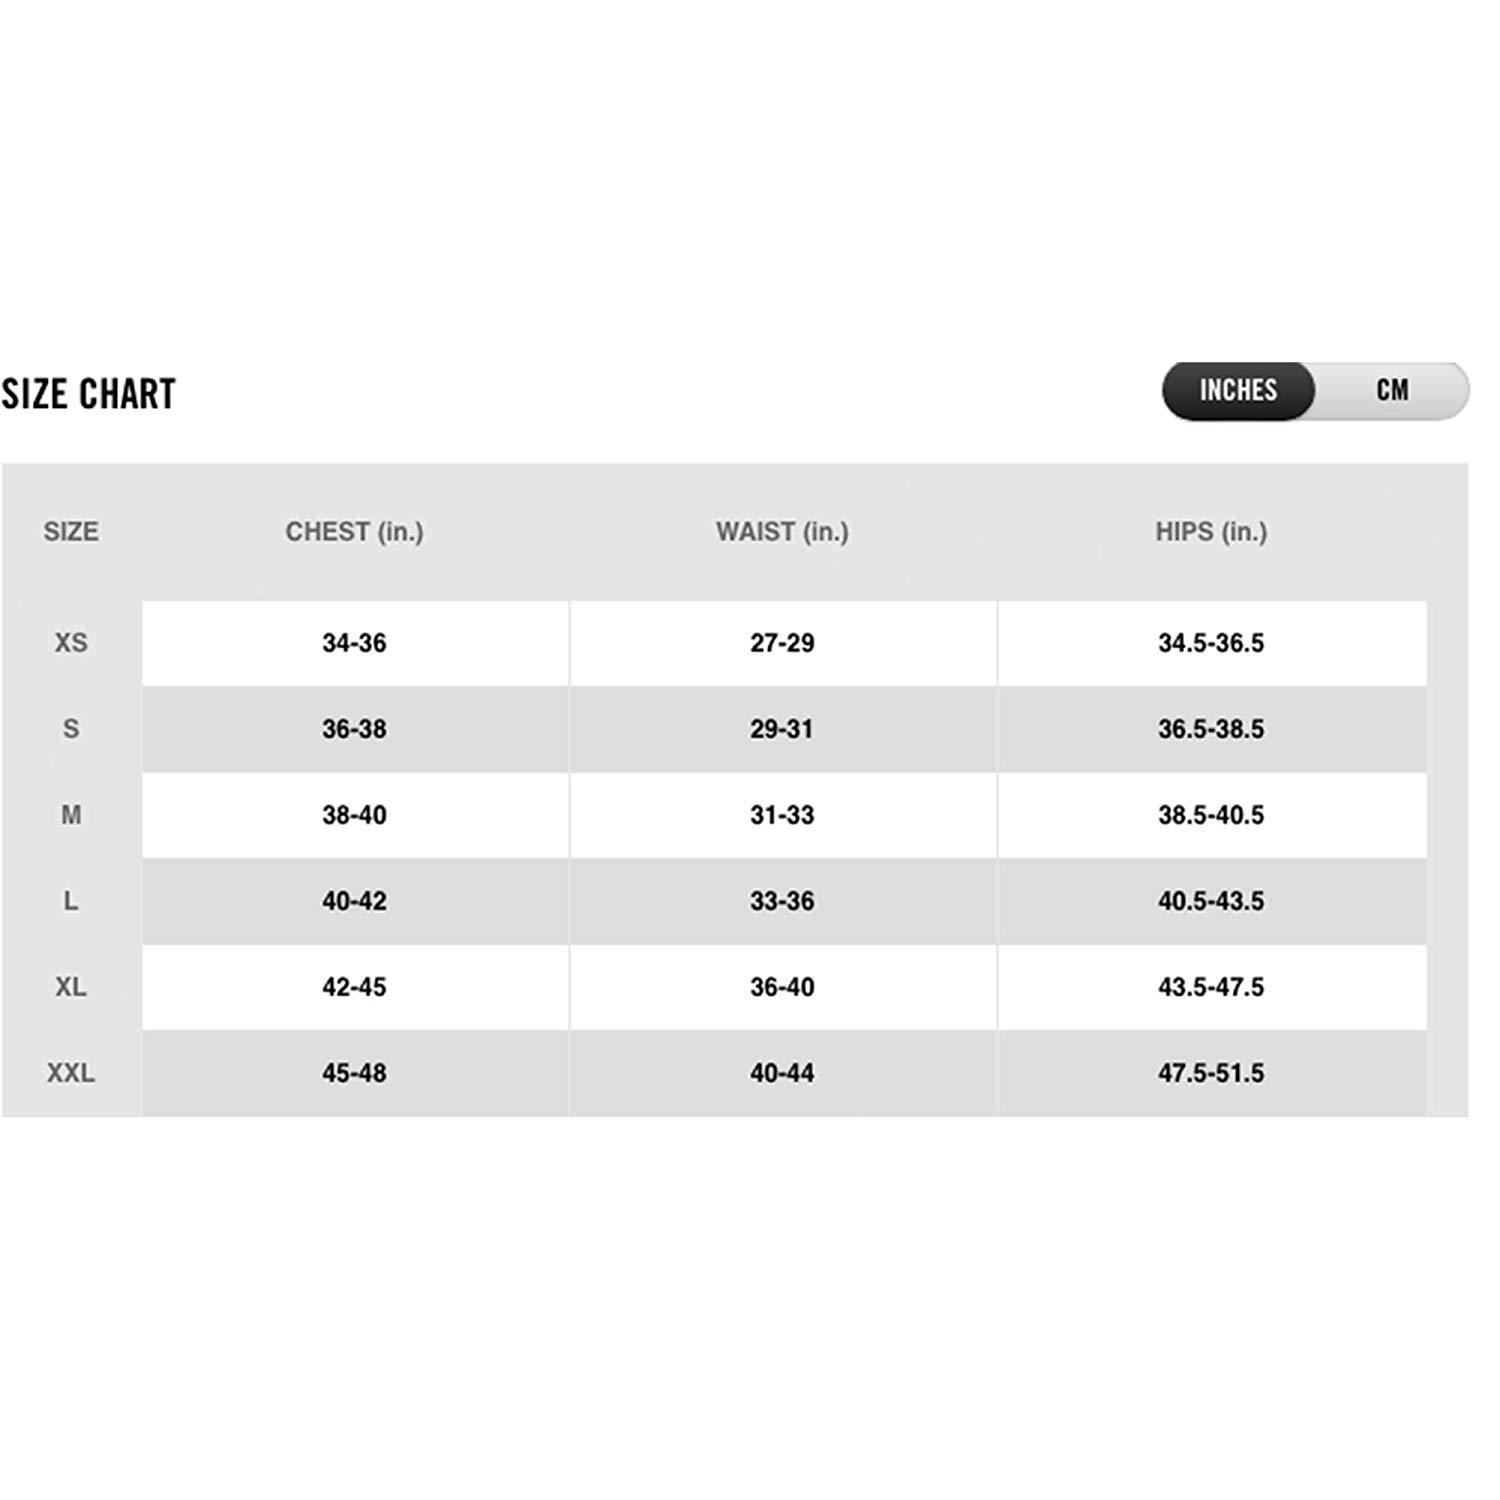 SIZE CHART INCHES CM
SIZE CHEST (in.) WAIST (in.) HIPS (in.)
XS 34-36 27-29 34.5-36.5
S 36-38 29-31 36.5-38.5
M 38-40 31-33 38.5-40.5
L 40-42 33-36 40.5-43.5
XL 42-45 36-40 43.5-47.5
XXL 45-48 40-44 47.5-51.5